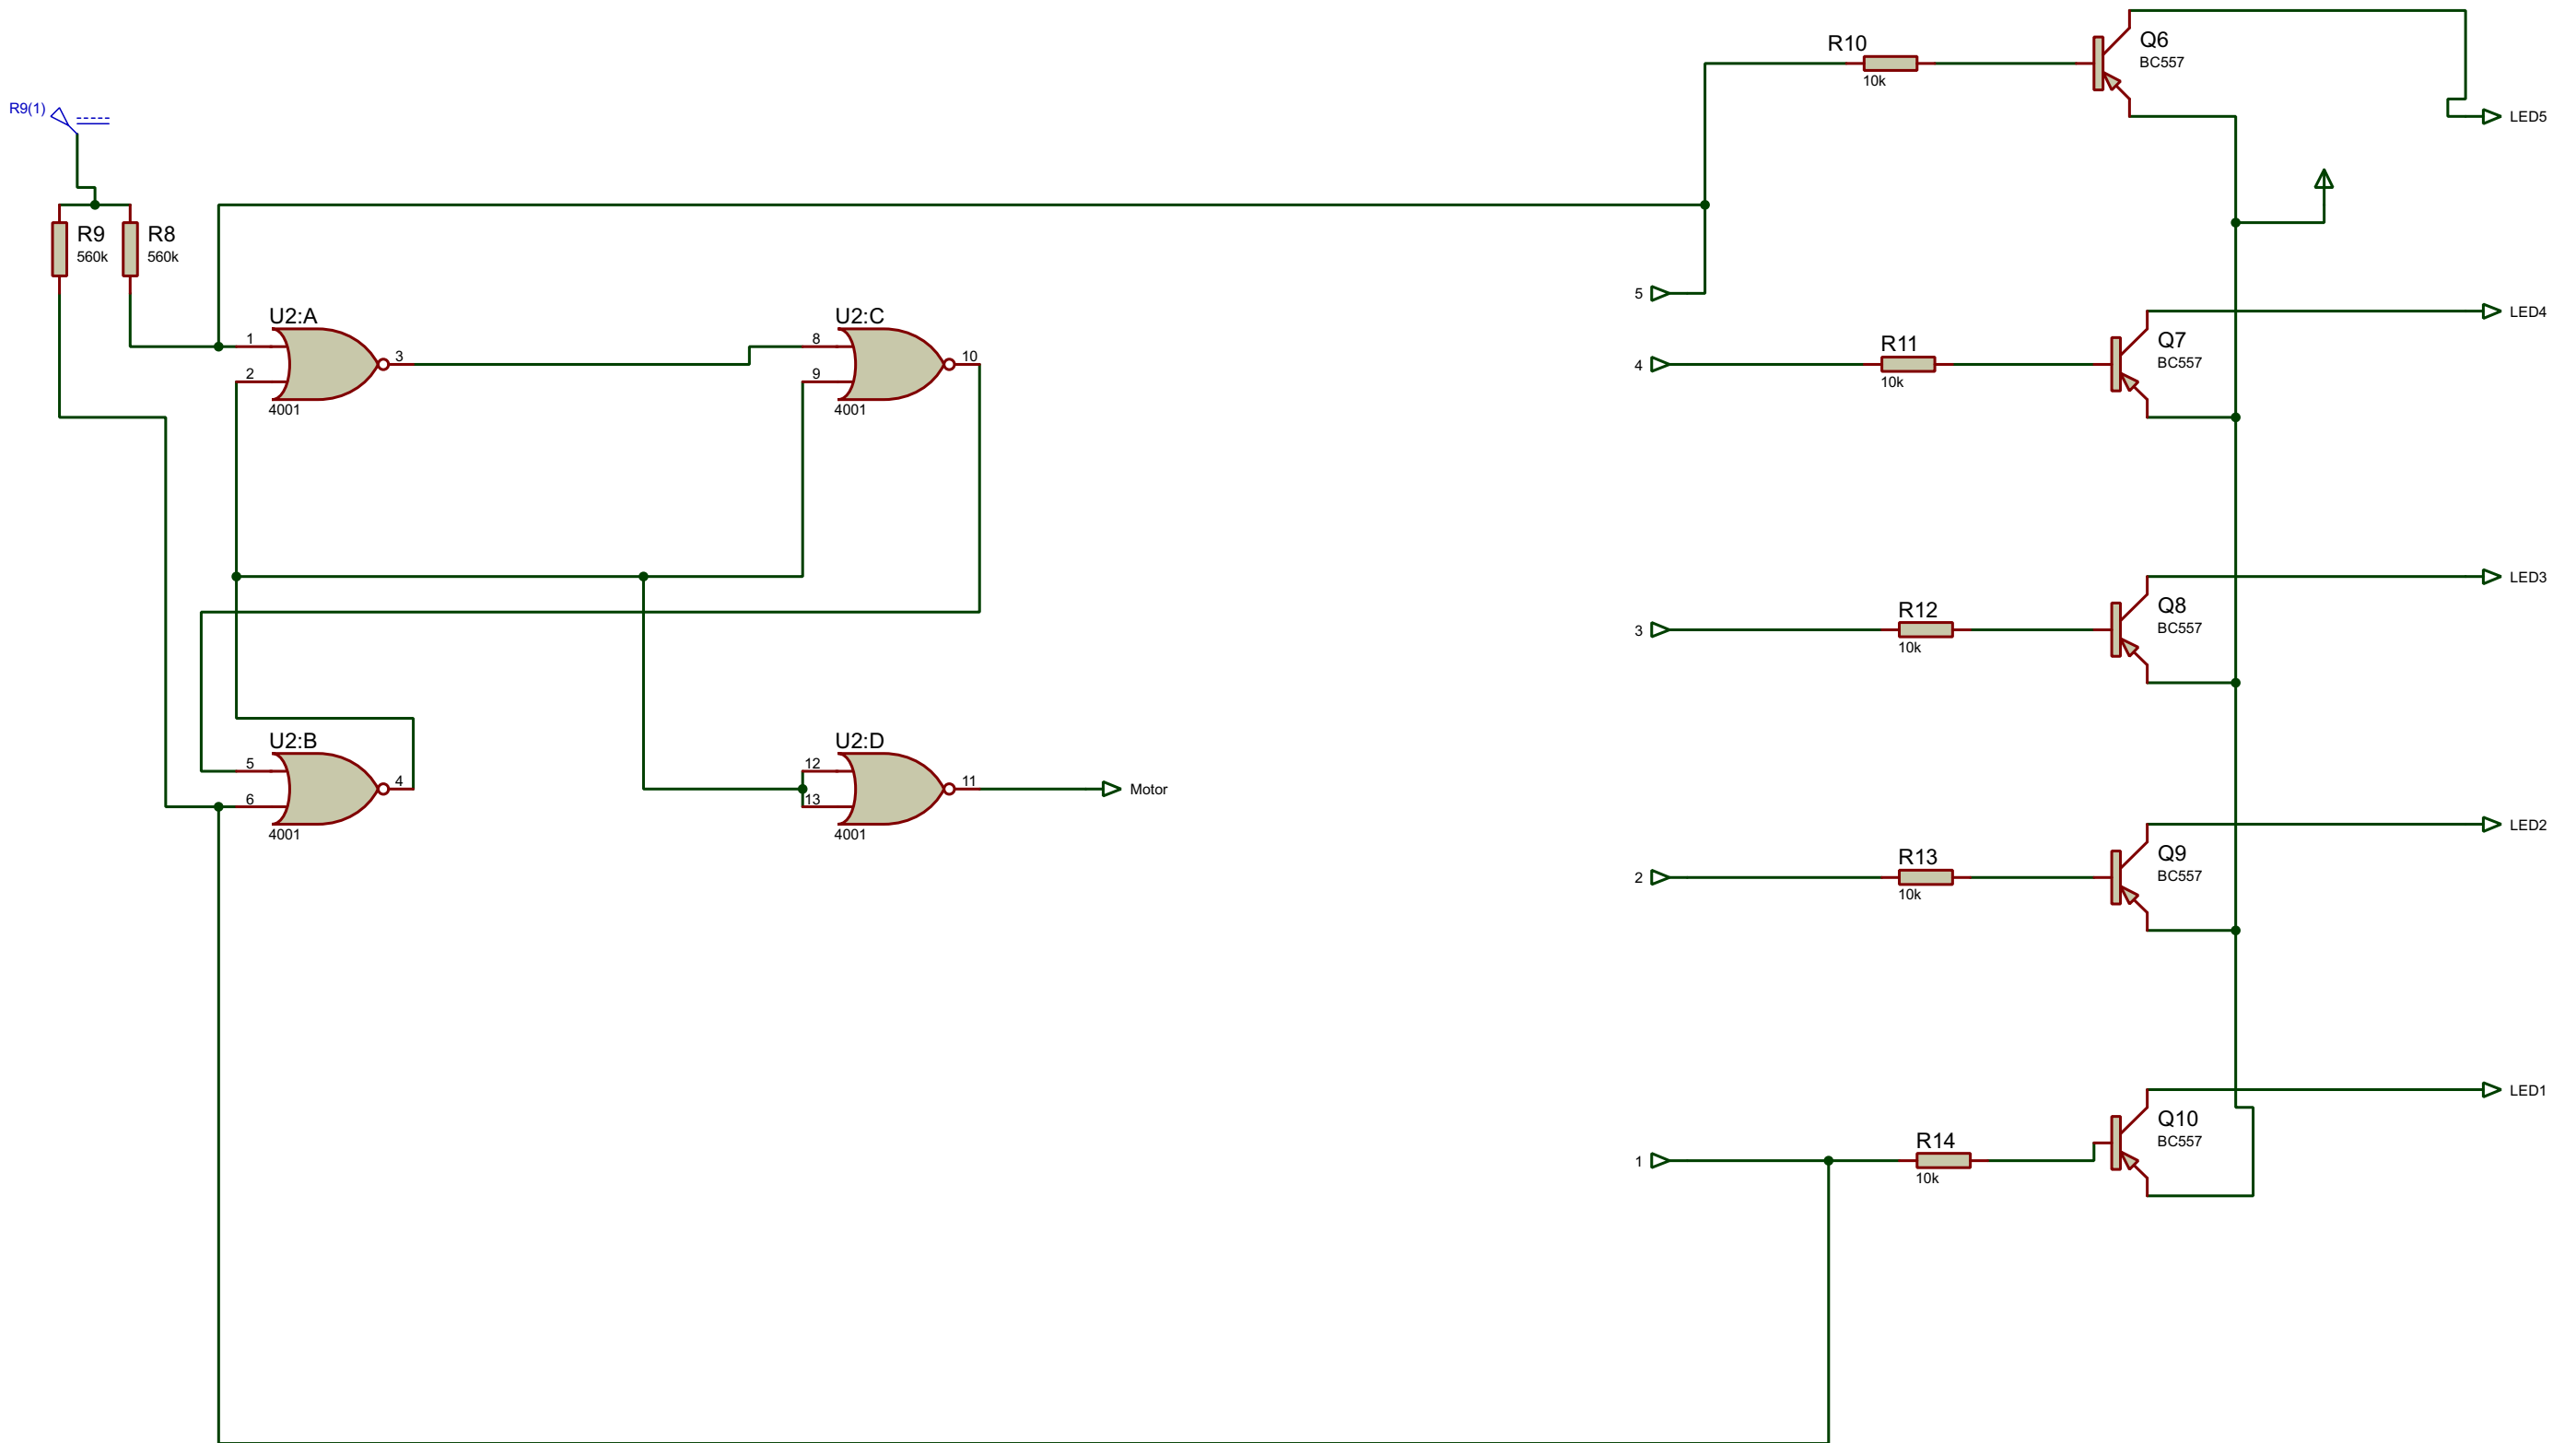 R10
10k
Q6
BC557
R9(1)
LED5
R9
560k
R8
560k
5
U2:A
1
2
3
4001
U2:C
8
9
10
4001
LED4
4
R11
10k
Q7
BC557
3
R12
10k
Q8
BC557
LED3
U2:B
5
6
4
4001
U2:D
12
13
11
4001
Motor
2
R13
10k
Q9
BC557
LED2
1
R14
10k
Q10
BC557
LED1